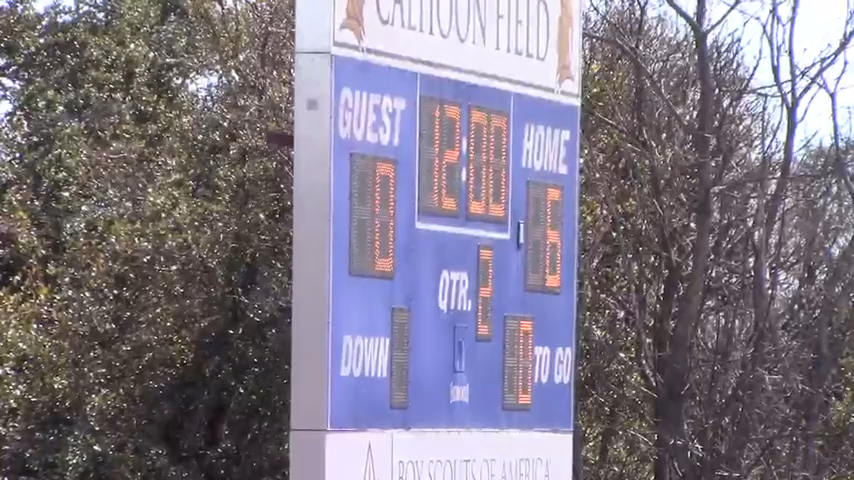 CALHOUN FIELD
GUEST 12:00 HOME
0 6
QTR. 2
DOWN TO GO
BOY SCOUTS OF AMERICA